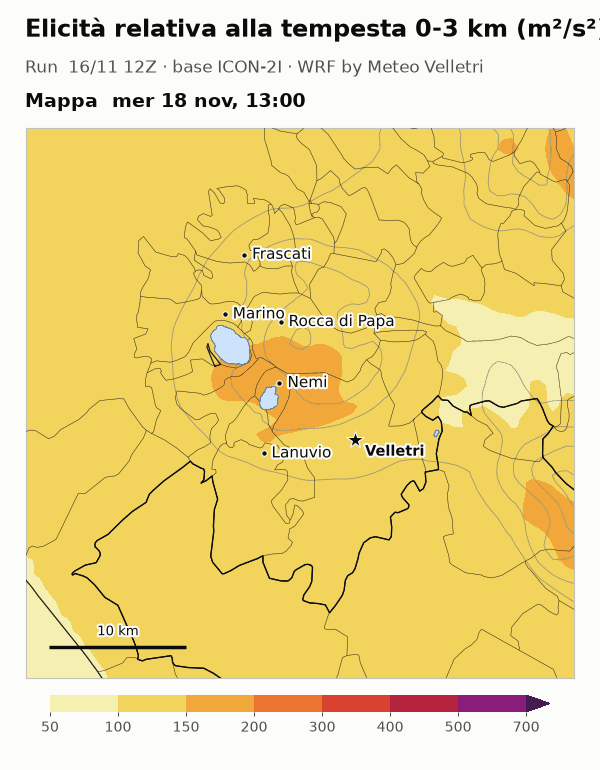 Elicità relativa alla tempesta 0-3 km (m²/s²)
Run  16/11 12Z · base ICON-2I · WRF by Meteo Velletri
Mappa  mer 18 nov, 13:00
Frascati
Marino
Rocca di Papa
Nemi
Lanuvio
Velletri
10 km
50 100 150 200 300 400 500 700